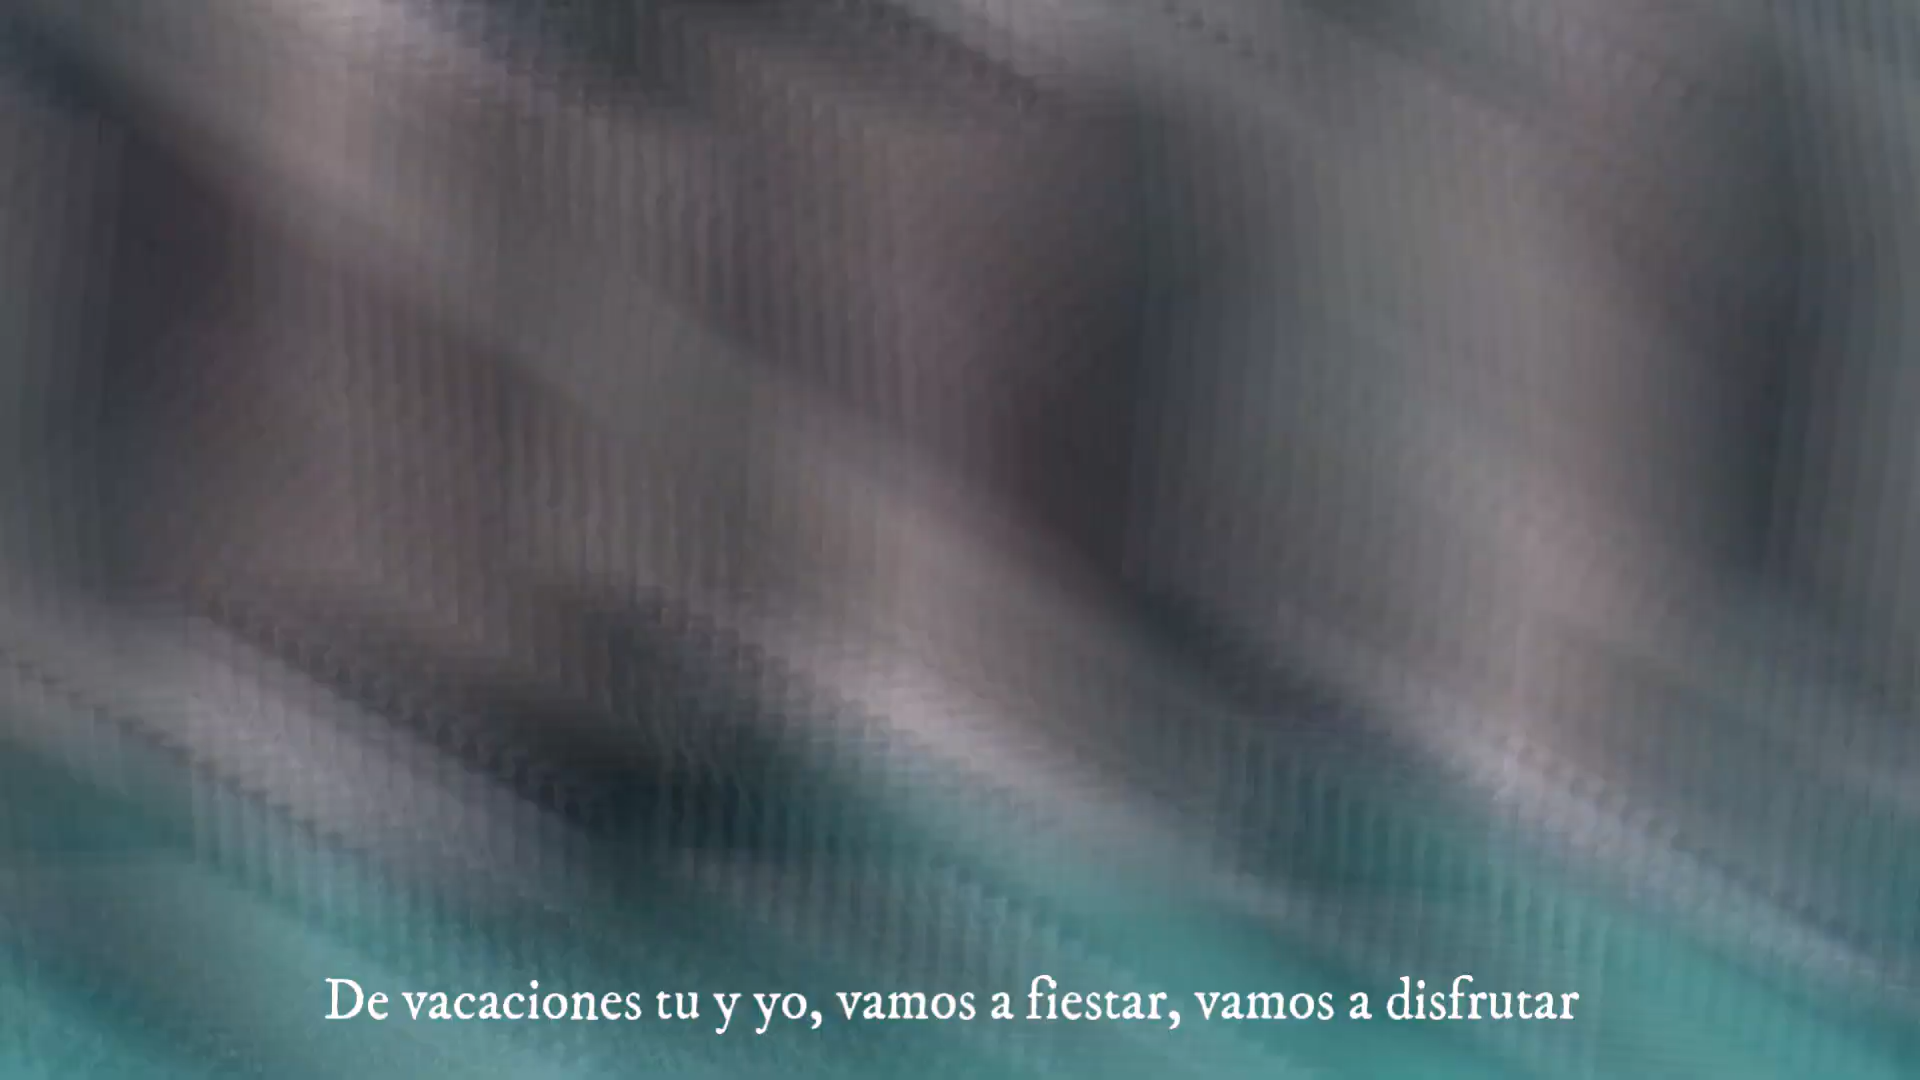 De vacaciones tu y yo, vamos a fiestar, vamos a disfrutar